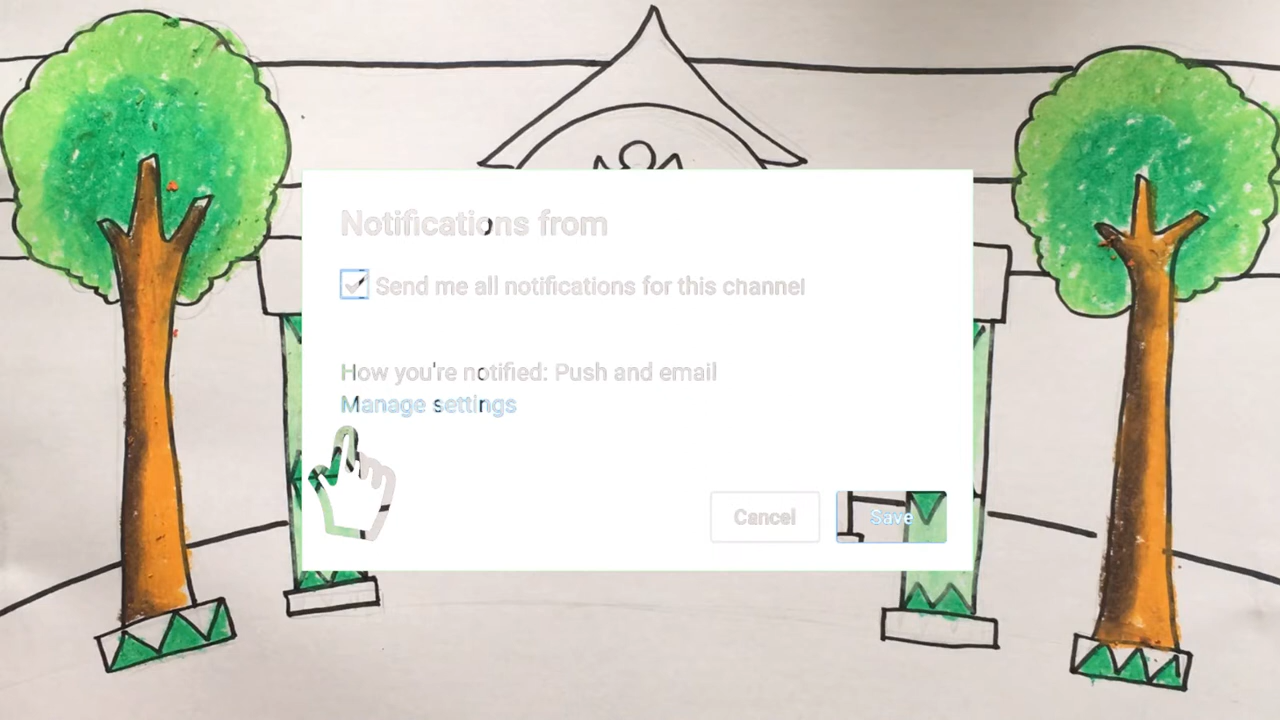 Notifications from
Send me all notifications for this channel
How you're notified: Push and email
Manage settings
Cancel
Save